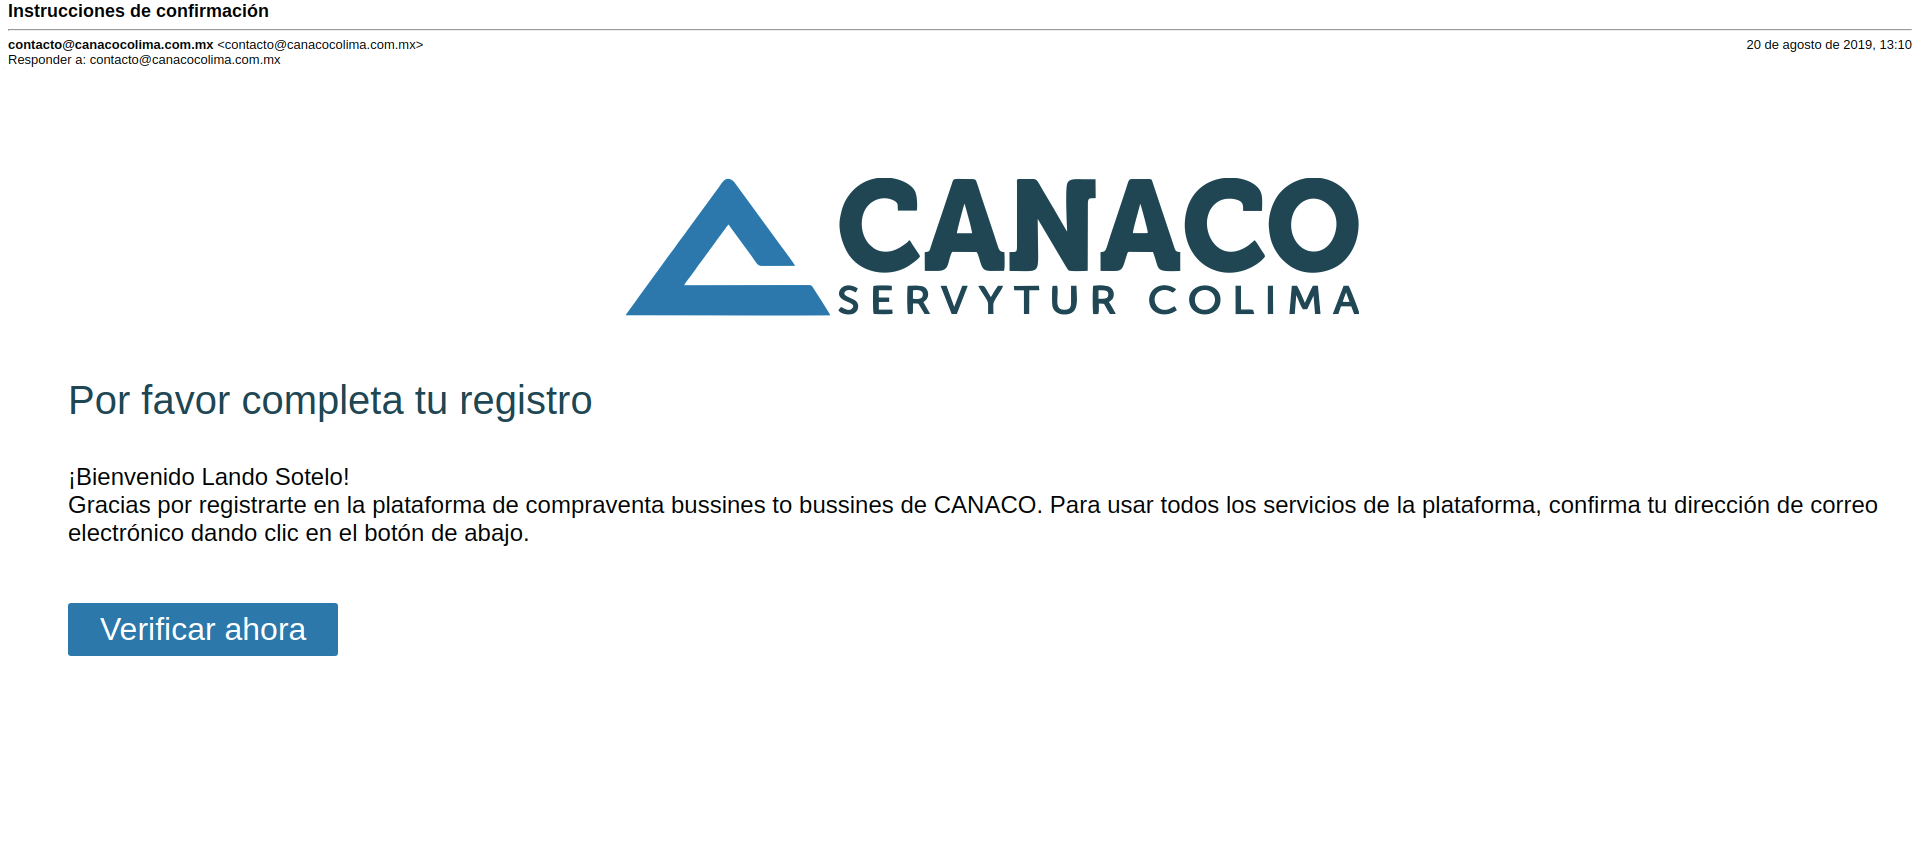 Instrucciones de confirmación
contacto@canacocolima.com.mx <contacto@canacocolima.com.mx> 20 de agosto de 2019, 13:10
Responder a: contacto@canacocolima.com.mx
CANACO
SERVYTUR COLIMA
Por favor completa tu registro
¡Bienvenido Lando Sotelo!
Gracias por registrarte en la plataforma de compraventa bussines to bussines de CANACO. Para usar todos los servicios de la plataforma, confirma tu dirección de correo
electrónico dando clic en el botón de abajo.
Verificar ahora